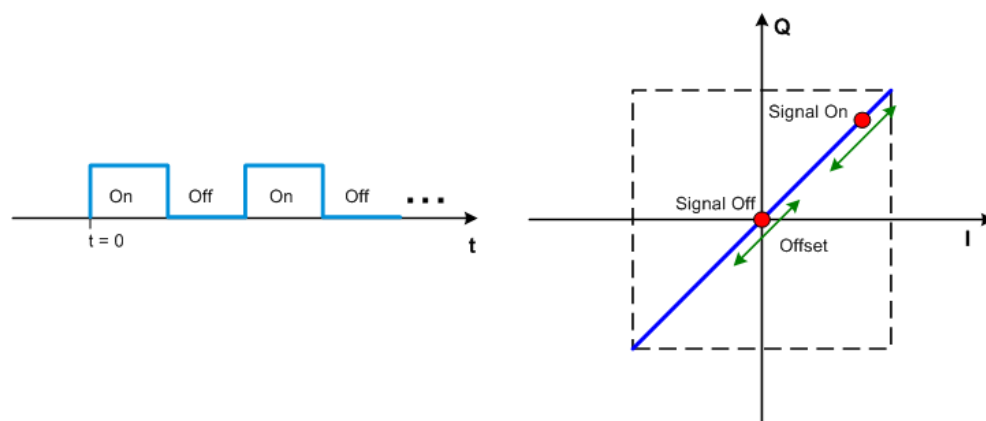 On
Off
On
Off
...
t = 0
t
Q
Signal On
Signal Off
Offset
I